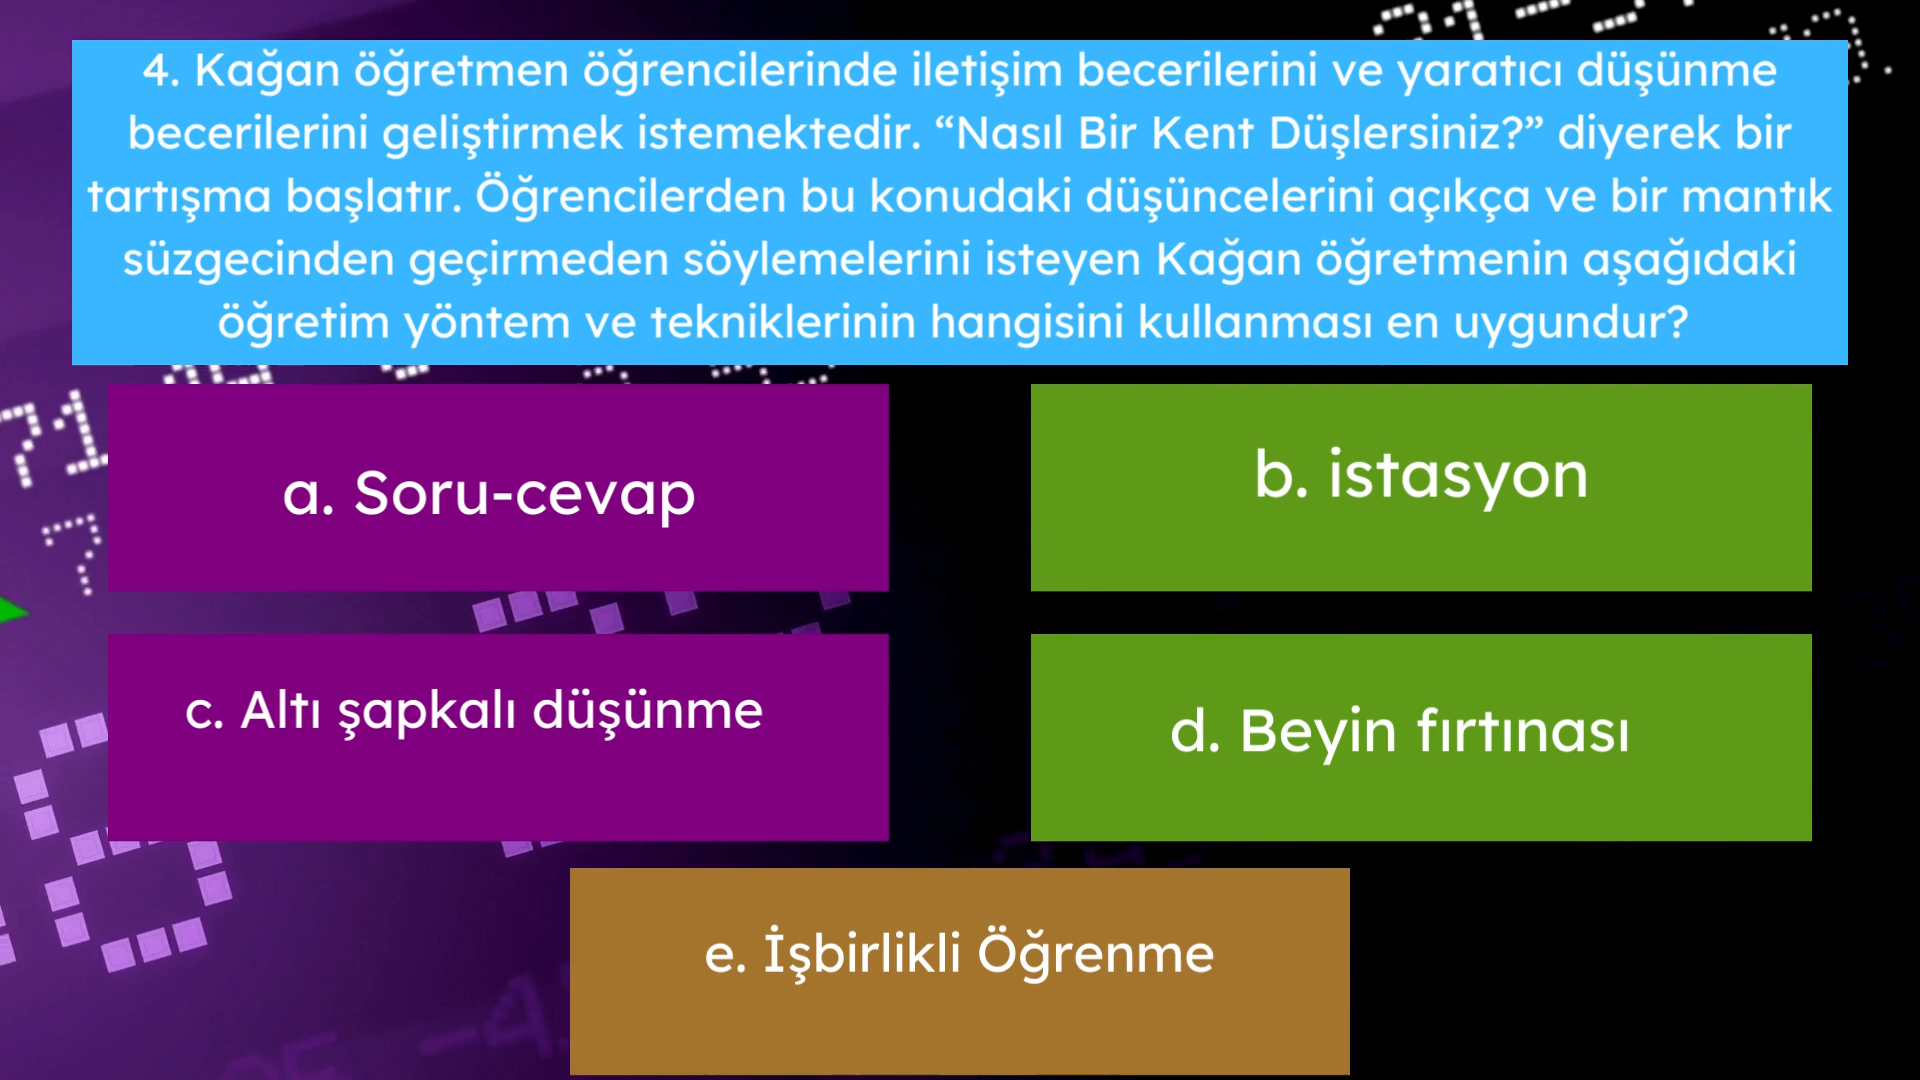 4. Kağan öğretmen öğrencilerinde iletişim becerilerini ve yaratıcı düşünme
becerilerini geliştirmek istemektedir. “Nasıl Bir Kent Düşlersiniz?” diyerek bir
tartışma başlatır. Öğrencilerden bu konudaki düşüncelerini açıkça ve bir mantık
süzgecinden geçirmeden söylemelerini isteyen Kağan öğretmenin aşağıdaki
öğretim yöntem ve tekniklerinin hangisini kullanması en uygundur?
a. Soru-cevap
b. istasyon
c. Altı şapkalı düşünme
d. Beyin fırtınası
e. İşbirlikli Öğrenme